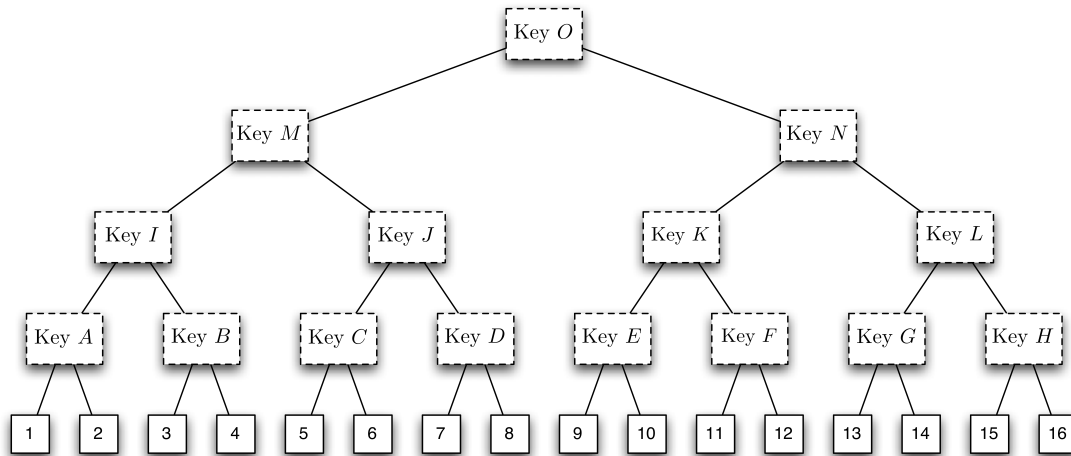 Key O
Key M Key N
Key I Key J Key K Key L
Key A Key B Key C Key D Key E Key F Key G Key H
1 2 3 4 5 6 7 8 9 10 11 12 13 14 15 16